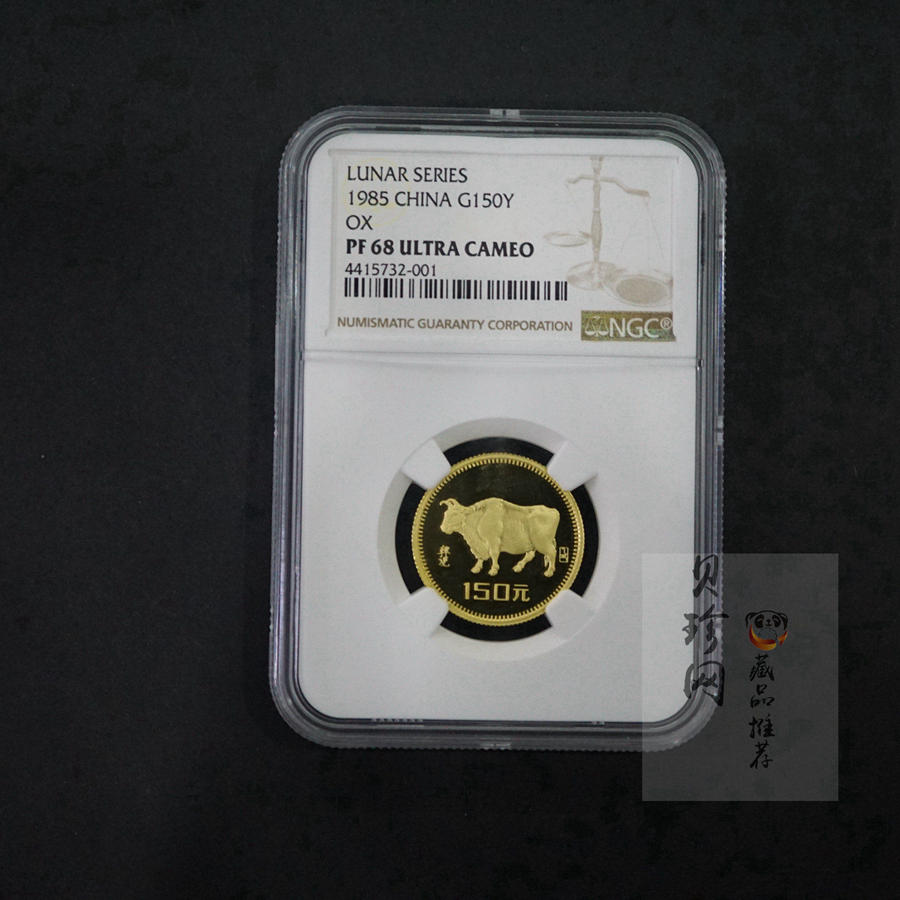 LUNAR SERIES
1985 CHINA G150Y
OX
PF 68 ULTRA CAMEO
4415732-001
NUMISMATIC GUARANTY CORPORATION
NGC®
150元
贝珍网
藏品推荐